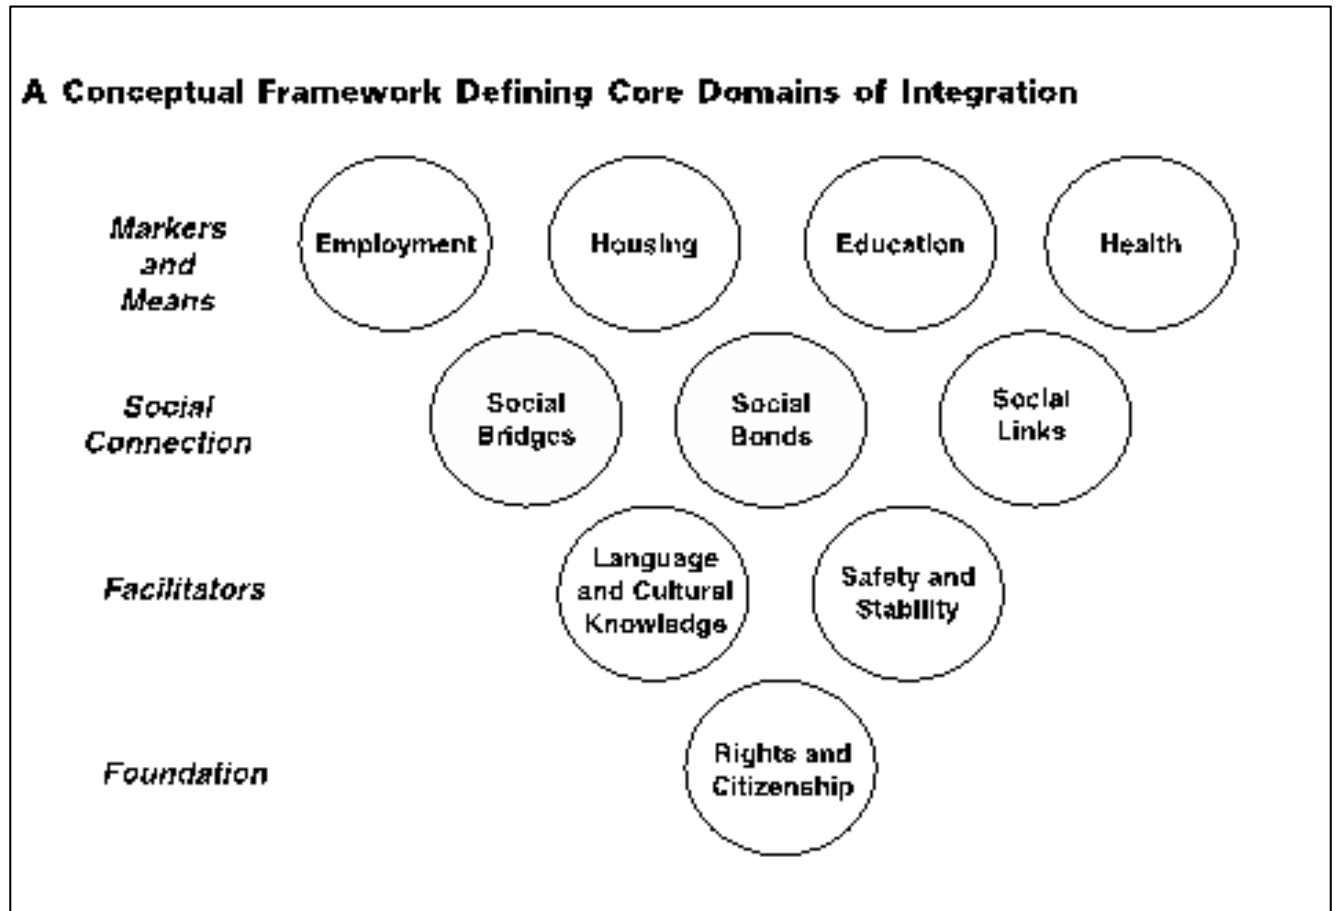 A Conceptual Framework Defining Core Domains of Integration
Markers
and
Means
Employment
Housing
Education
Health
Social
Connection
Social
Bridges
Social
Bonds
Social
Links
Facilitators
Language
and Cultural
Knowledge
Safety and
Stability
Foundation
Rights and
Citizenship